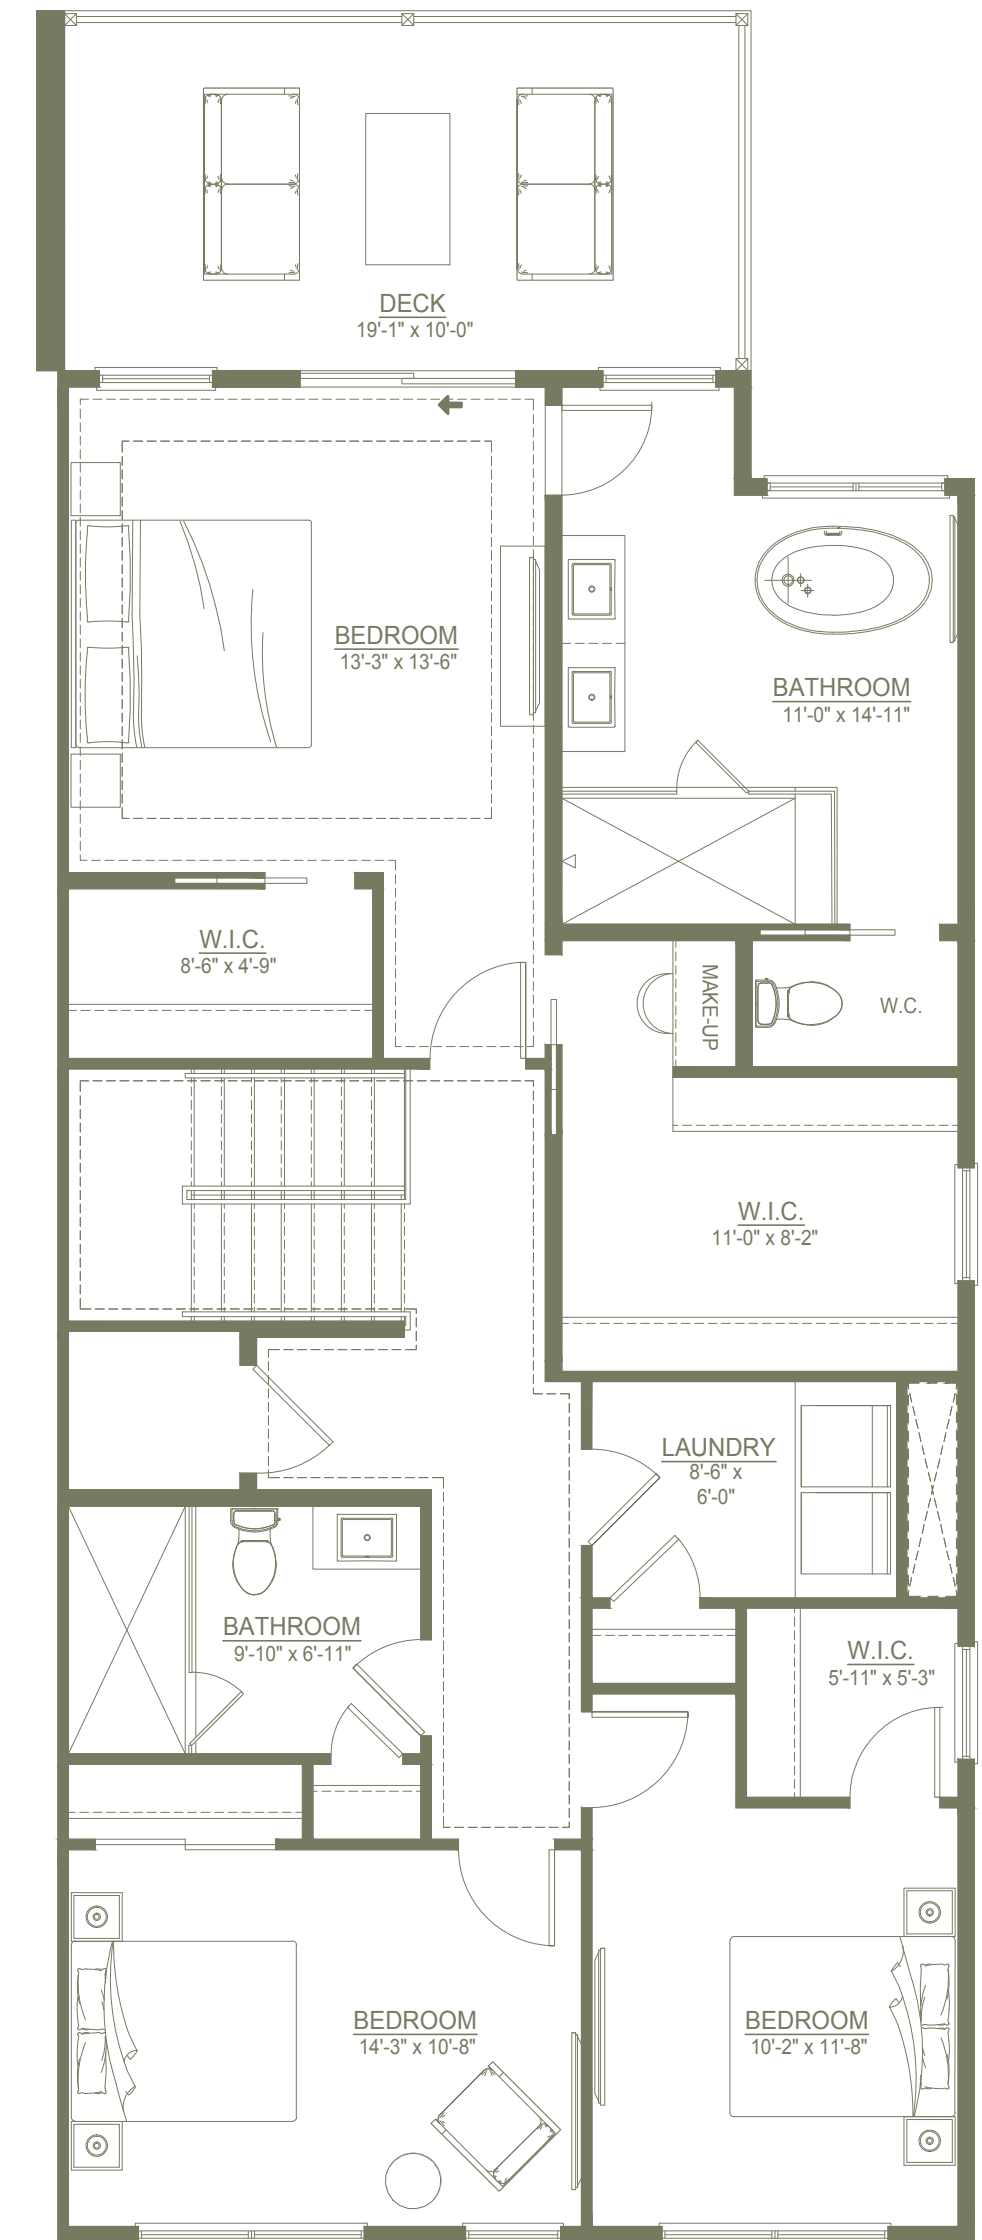 DECK
19'-1" x 10'-0"
BEDROOM
13'-3" x 13'-6"
BATHROOM
11'-0" x 14'-11"
W.I.C.
8'-6" x 4'-9"
MAKE-UP
W.C.
W.I.C.
11'-0" x 8'-2"
LAUNDRY
8'-6" x
6'-0"
BATHROOM
9'-10" x 6'-11"
W.I.C.
5'-11" x 5'-3"
BEDROOM
14'-3" x 10'-8"
BEDROOM
10'-2" x 11'-8"